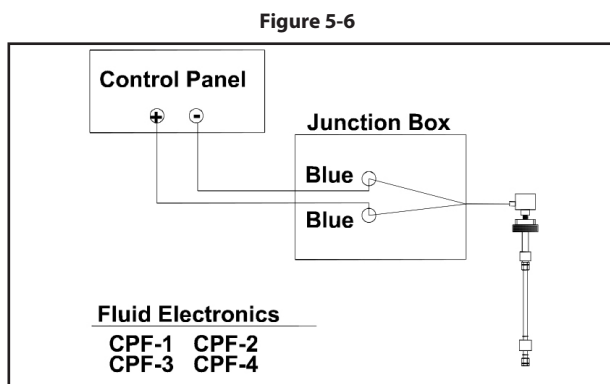 Figure 5-6
Control Panel
+ -
Junction Box
Blue
Blue
Fluid Electronics
CPF-1 CPF-2
CPF-3 CPF-4